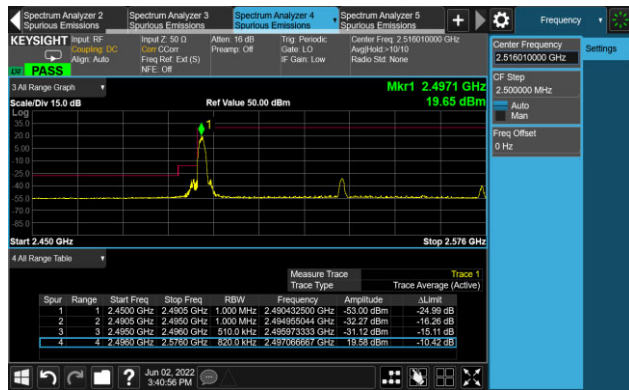 Spectrum Analyzer 2
Spurious Emissions
Spectrum Analyzer 3
Spurious Emissions
Spectrum Analyzer 4
Spurious Emissions
Spectrum Analyzer 5
Spurious Emissions
+
Frequency
KEYSIGHT
Input: RF
Coupling: DC
Align: Auto
Input Z: 50 Ω
Corr CCorr
Freq Ref: Ext (S)
NFE: Off
Atten: 16 dB
Preamp: Off
Trig: Periodic
Gate: LO
IF Gain: Low
Center Freq: 2.516010000 GHz
Avg|Hold:>10/10
Radio Std: None
PASS
Center Frequency
2.516010000 GHz
Settings
CF Step
2.500000 MHz
Auto
Man
Freq Offset
0 Hz
3 All Range Graph
Mkr1 2.4971 GHz
Scale/Div 15.0 dB
Ref Value 50.00 dBm
19.65 dBm
Log
1
35.0
20.0
5.00
-10.0
-25.0
-40.0
-55.0
-70.0
-85.0
Start 2.450 GHz
Stop 2.576 GHz
4 All Range Table
Measure Trace Trace 1
Trace Type Trace Average (Active)
Spur Range Start Freq Stop Freq RBW Frequency Amplitude ΔLimit
1 1 2.4500 GHz 2.4905 GHz 1.000 MHz 2.490432500 GHz -53.00 dBm -24.99 dB
2 2 2.4905 GHz 2.4950 GHz 1.000 MHz 2.494955044 GHz -32.27 dBm -16.26 dB
3 3 2.4950 GHz 2.4960 GHz 510.0 kHz 2.495973333 GHz -31.12 dBm -15.11 dB
4 4 2.4960 GHz 2.5760 GHz 820.0 kHz 2.497066667 GHz 19.58 dBm -10.42 dB
?
Jun 02, 2022
3:40:56 PM